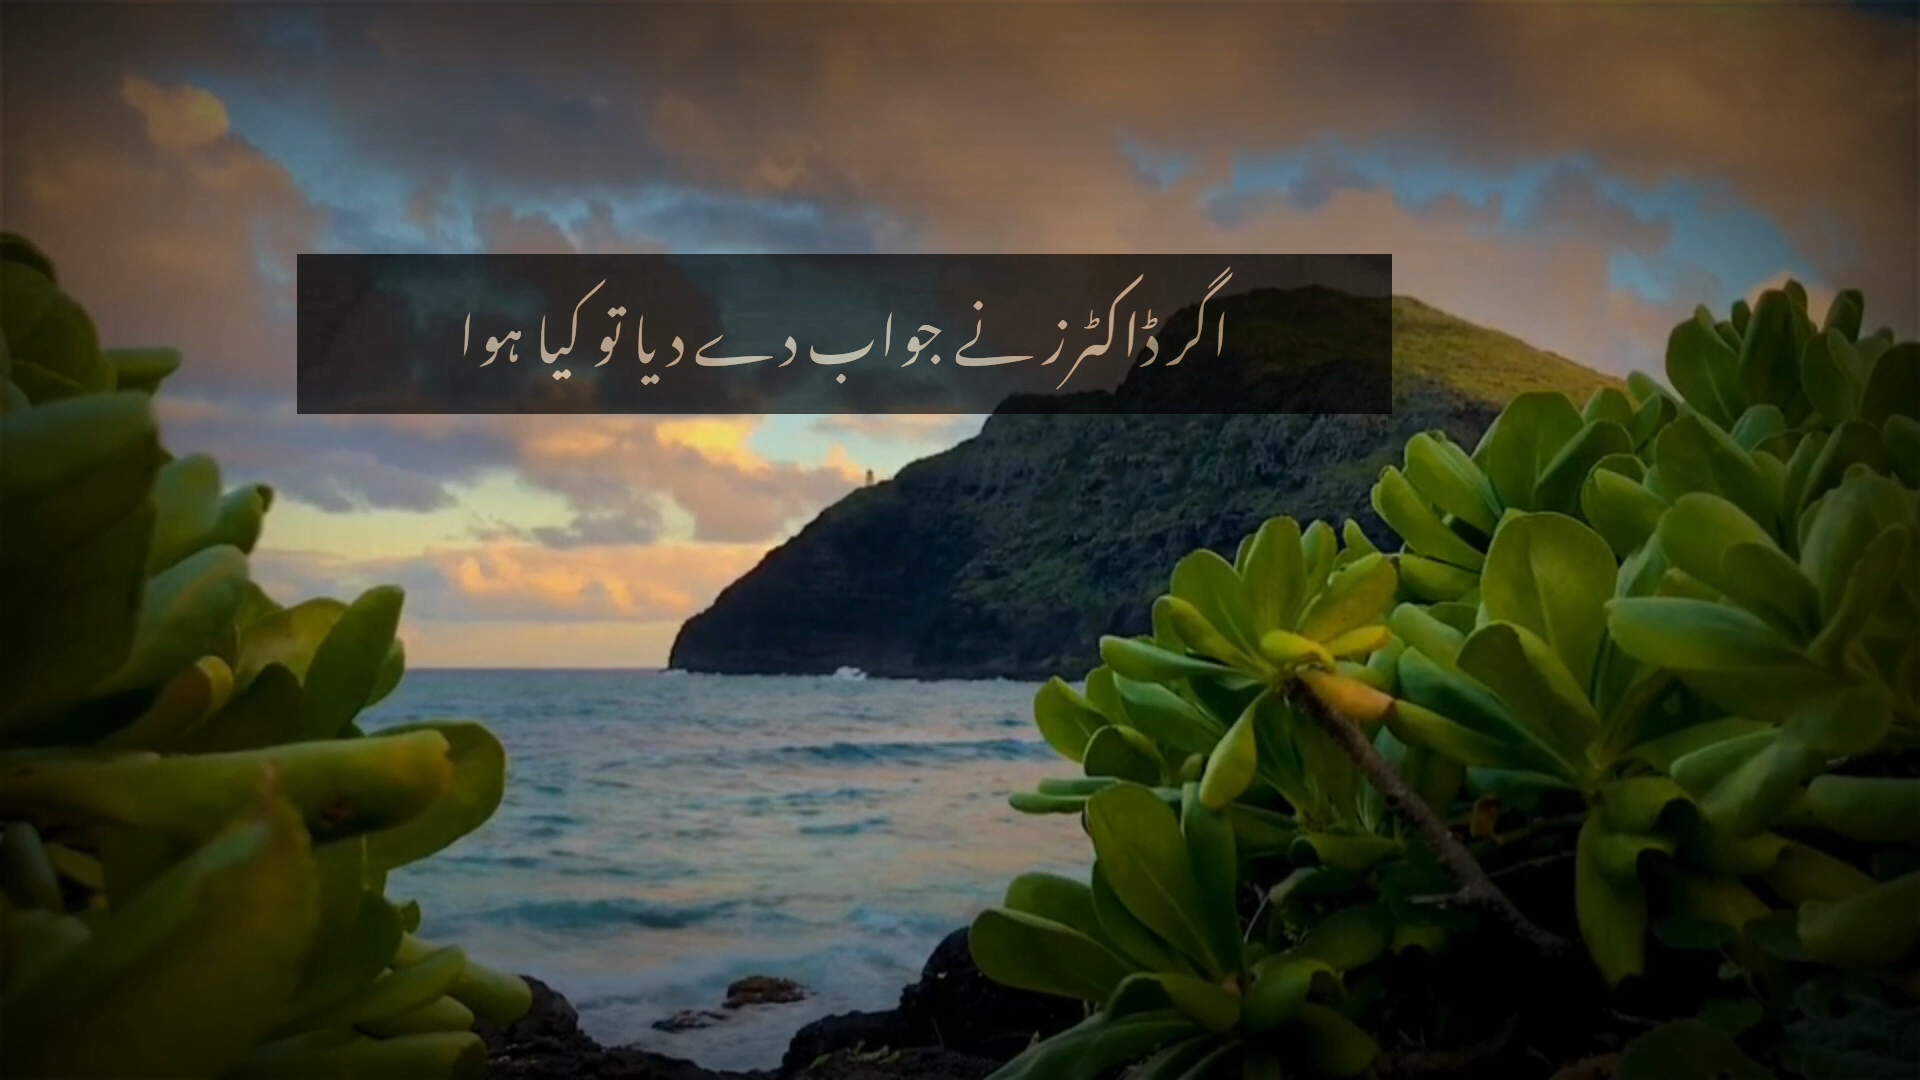 اگر ڈاکٹرز نے جواب دے دیا تو کیا ہوا